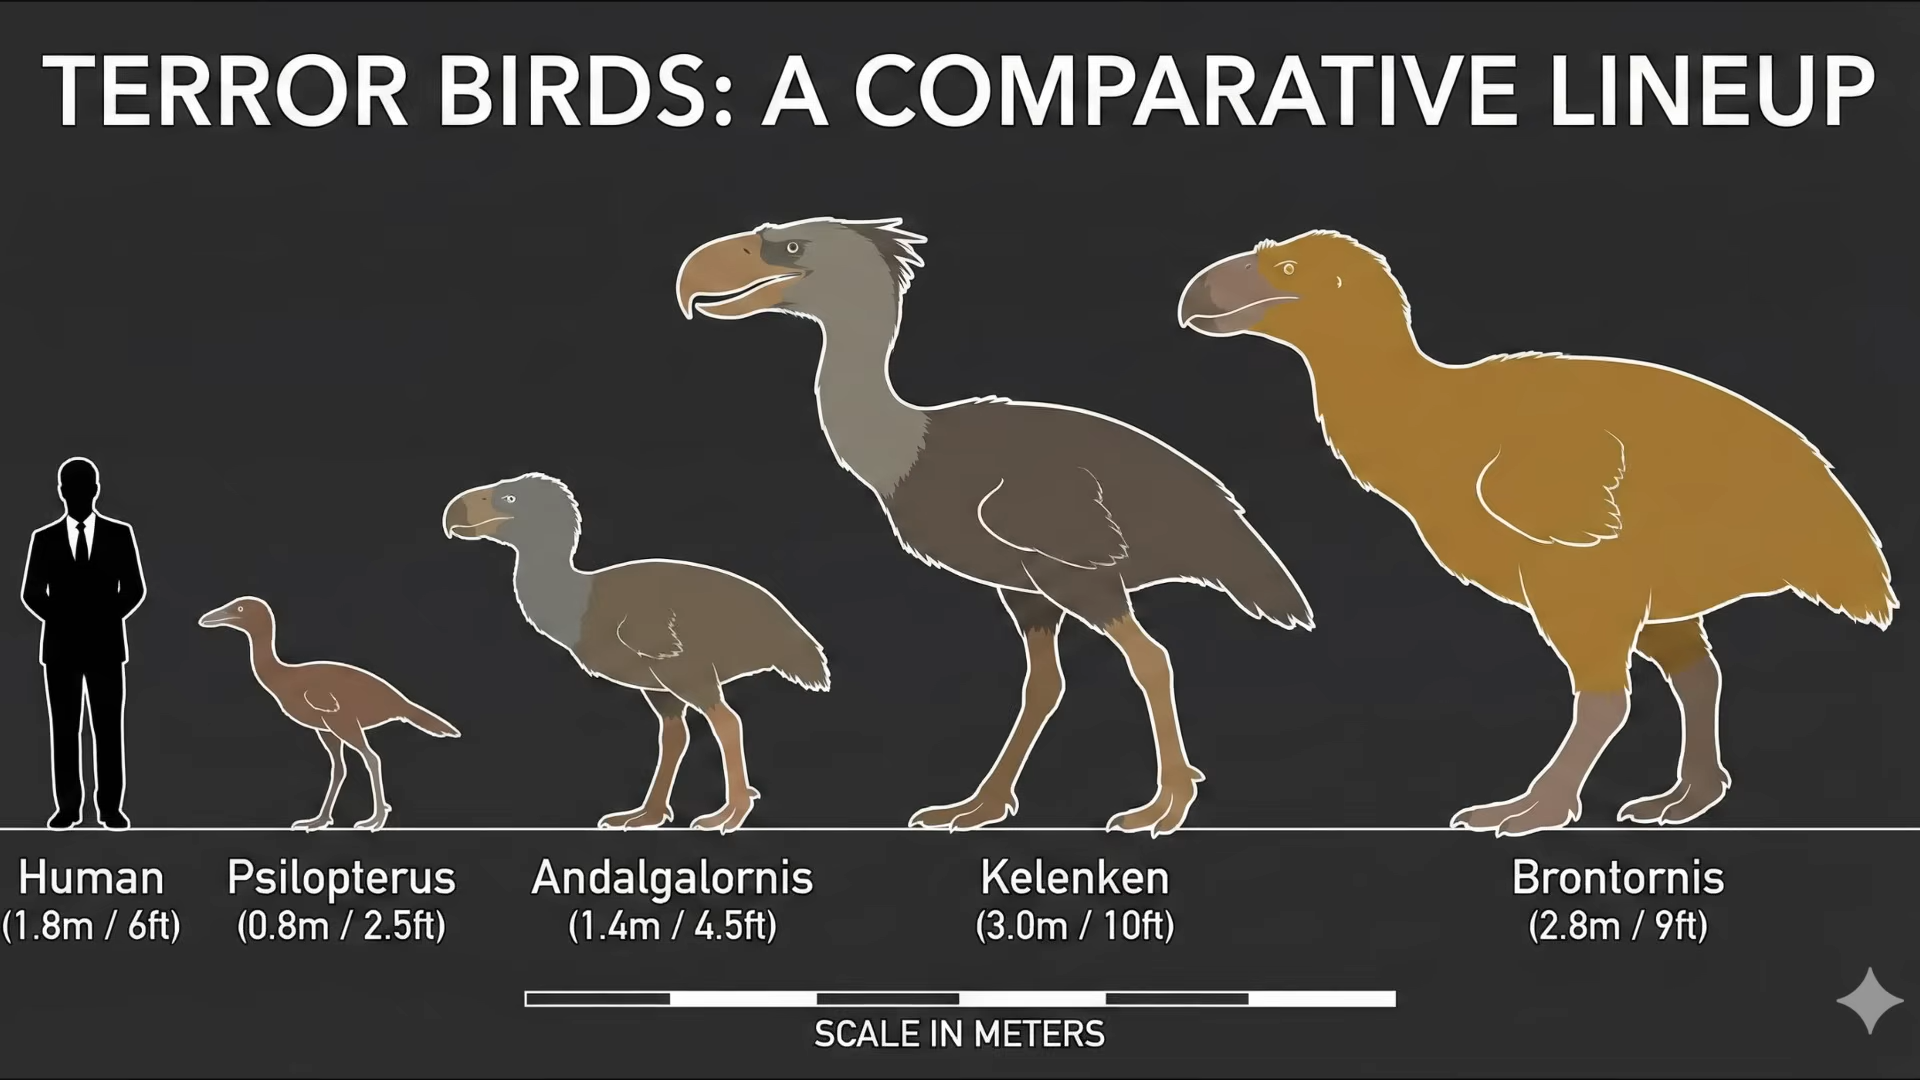 TERROR BIRDS: A COMPARATIVE LINEUP
Human
(1.8m / 6ft)
Psilopterus
(0.8m / 2.5ft)
Andalgalornis
(1.4m / 4.5ft)
Kelenken
(3.0m / 10ft)
Brontornis
(2.8m / 9ft)
SCALE IN METERS